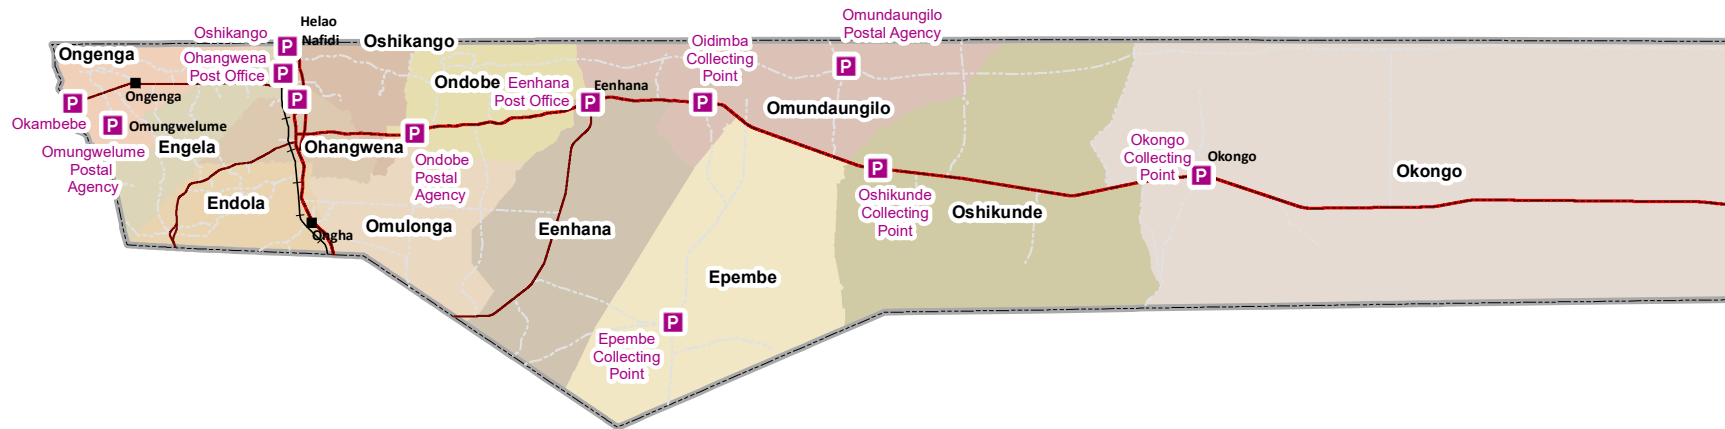 Omundaungilo
Postal Agency
Helao
Nafidi
Oshikango
P
Oshikango
Ongenga
Ohangwena
Post Office
P
P
Oidimba
Collecting
Point
P
P
Ondobe
Eenhana
Post Office
P
Eenhana
Ongenga
P
Okambebe
P
Omungwelume
Omungwelume
Postal
Agency
Engela
Ohangwena
P
Ondobe
Postal
Agency
Omundaungilo
P
Oshikunde
Collecting
Point
Oshikunde
Okongo
Collecting
Point
P
Okongo
Okongo
Endola
Ongha
Omulonga
Eenhana
Epembe
P
Epembe
Collecting
Point